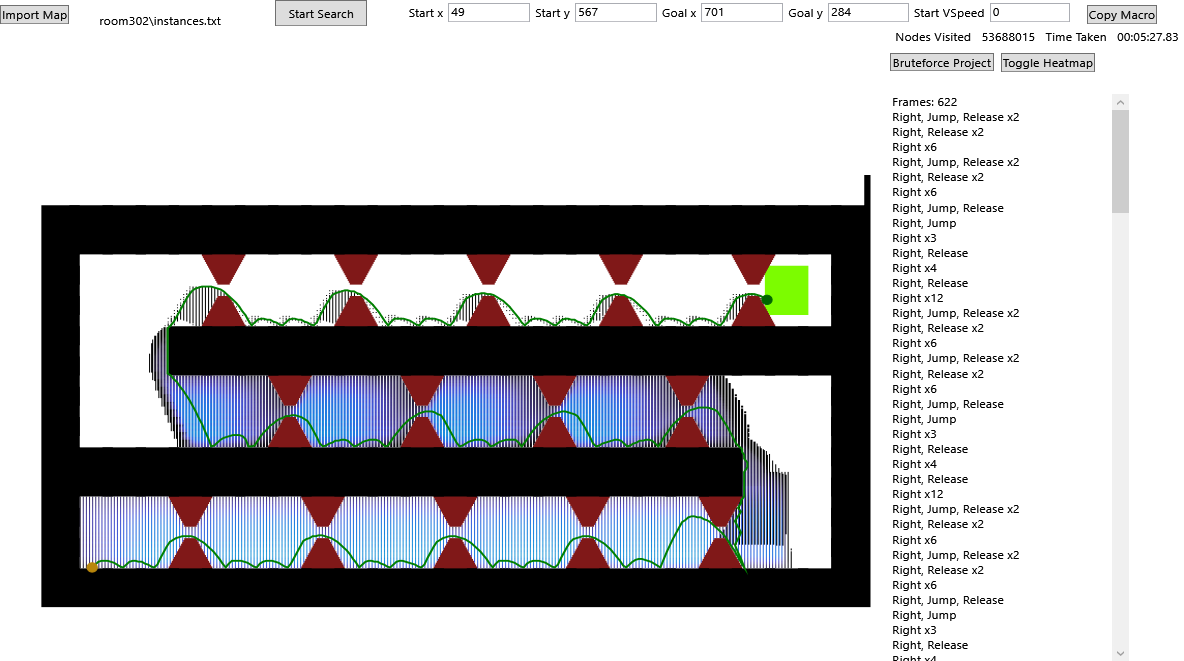 Import Map
room302\instances.txt
Start Search
Start x 49 Start y 567 Goal x 701 Goal y 284 Start VSpeed 0
Copy Macro
Nodes Visited 53688015 Time Taken 00:05:27.83
Bruteforce Project Toggle Heatmap
Frames: 622
Right, Jump, Release x2
Right, Release x2
Right x6
Right, Jump, Release x2
Right, Release x2
Right x6
Right, Jump, Release
Right, Jump
Right x3
Right, Release
Right x4
Right, Release
Right x12
Right, Jump, Release x2
Right, Release x2
Right x6
Right, Jump, Release x2
Right, Release x2
Right x6
Right, Jump, Release
Right, Jump
Right x3
Right, Release
Right x4
Right, Release
Right x12
Right, Jump, Release x2
Right, Release x2
Right x6
Right, Jump, Release x2
Right, Release x2
Right x6
Right, Jump, Release
Right, Jump
Right x3
Right, Release
Right x4